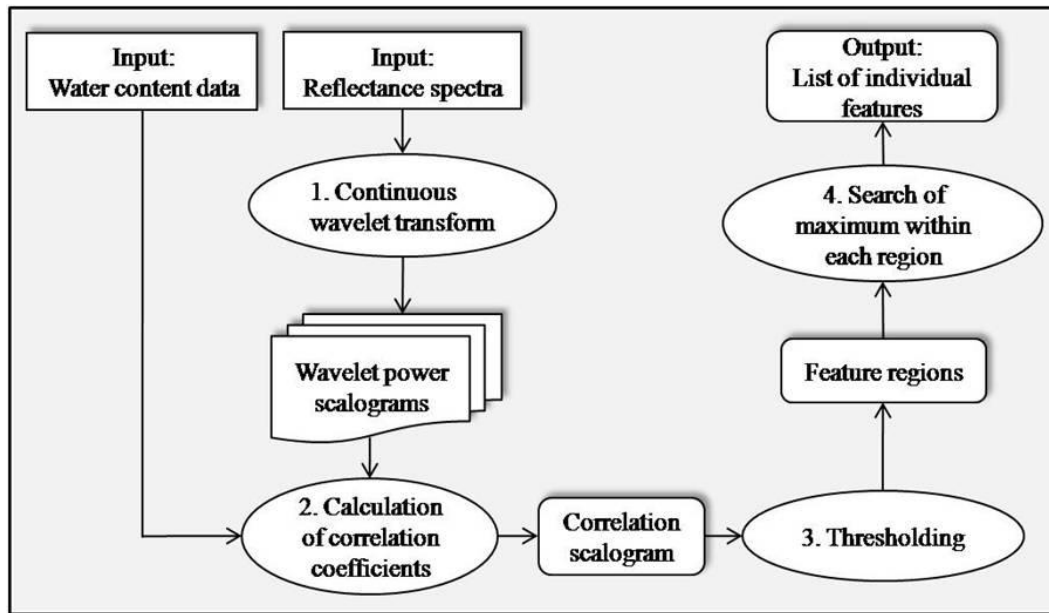 Input:
Water content data
Input:
Reflectance spectra
1. Continuous
wavelet transform
Wavelet power
scalograms
2. Calculation
of correlation
coefficients
Correlation
scalogram
3. Thresholding
Feature regions
4. Search of
maximum within
each region
Output:
List of individual
features